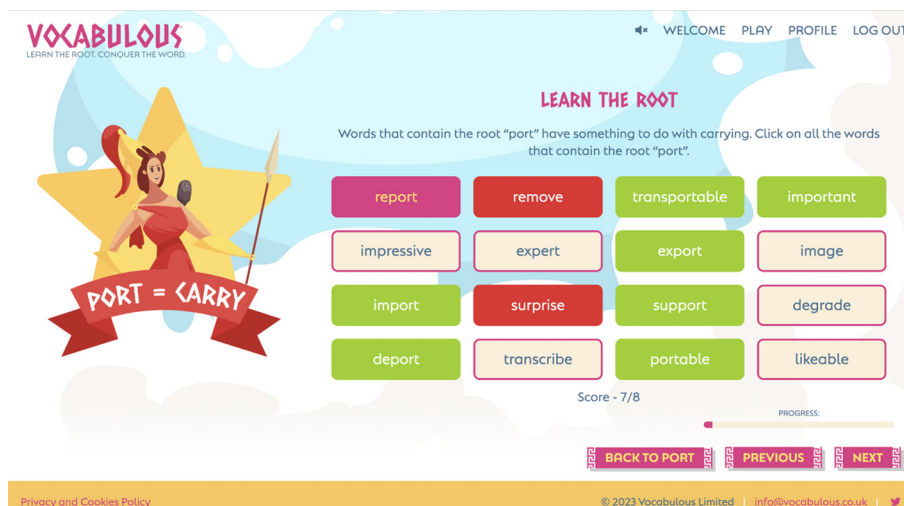 VOCABULOUS
LEARN THE ROOT. CONQUER THE WORD.
WELCOME PLAY PROFILE LOG OUT
LEARN THE ROOT
Words that contain the root “port” have something to do with carrying. Click on all the words
that contain the root “port”.
report remove transportable important
impressive expert export image
PORT = CARRY
import surprise support degrade
deport transcribe portable likeable
Score - 7/8
PROGRESS:
BACK TO PORT PREVIOUS NEXT
Privacy and Cookies Policy © 2023 Vocabulous Limited | info@vocabulous.co.uk |